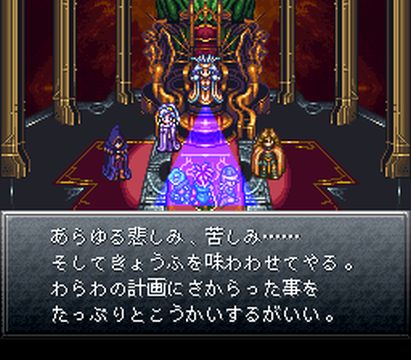 あらゆる悲しみ、苦しみ……
そしてきょうふを味わわせてやる。
わらわの計画にさからった事を
たっぷりとこうかいするがいい。